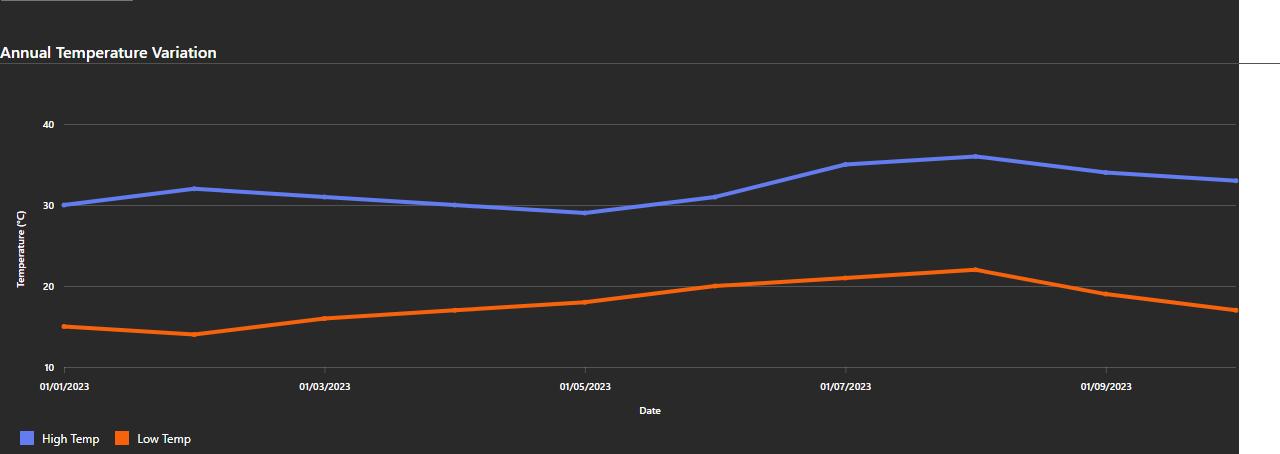 Annual Temperature Variation
40
30
20
10
Temperature (°C)
01/01/2023 01/03/2023 01/05/2023 01/07/2023 01/09/2023
Date
High Temp Low Temp